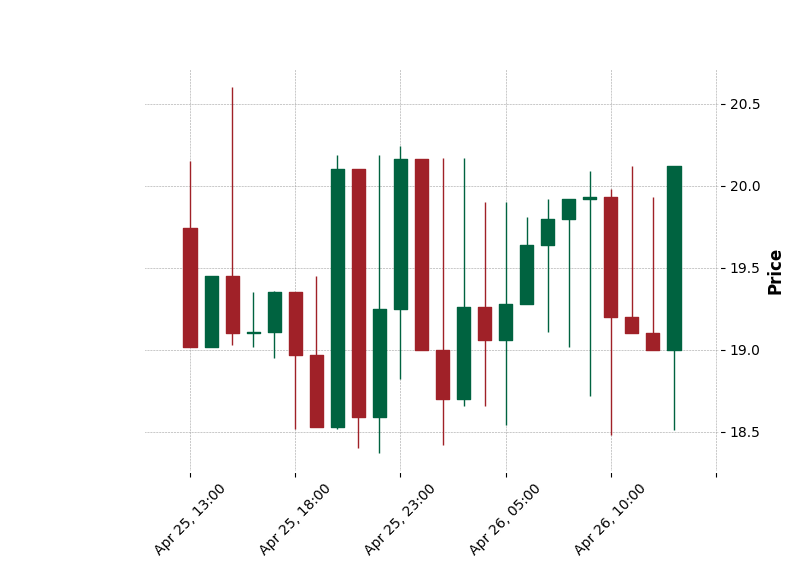 20.5
20.0
19.5
19.0
18.5
Price
Apr 25, 13:00
Apr 25, 18:00
Apr 25, 23:00
Apr 26, 05:00
Apr 26, 10:00